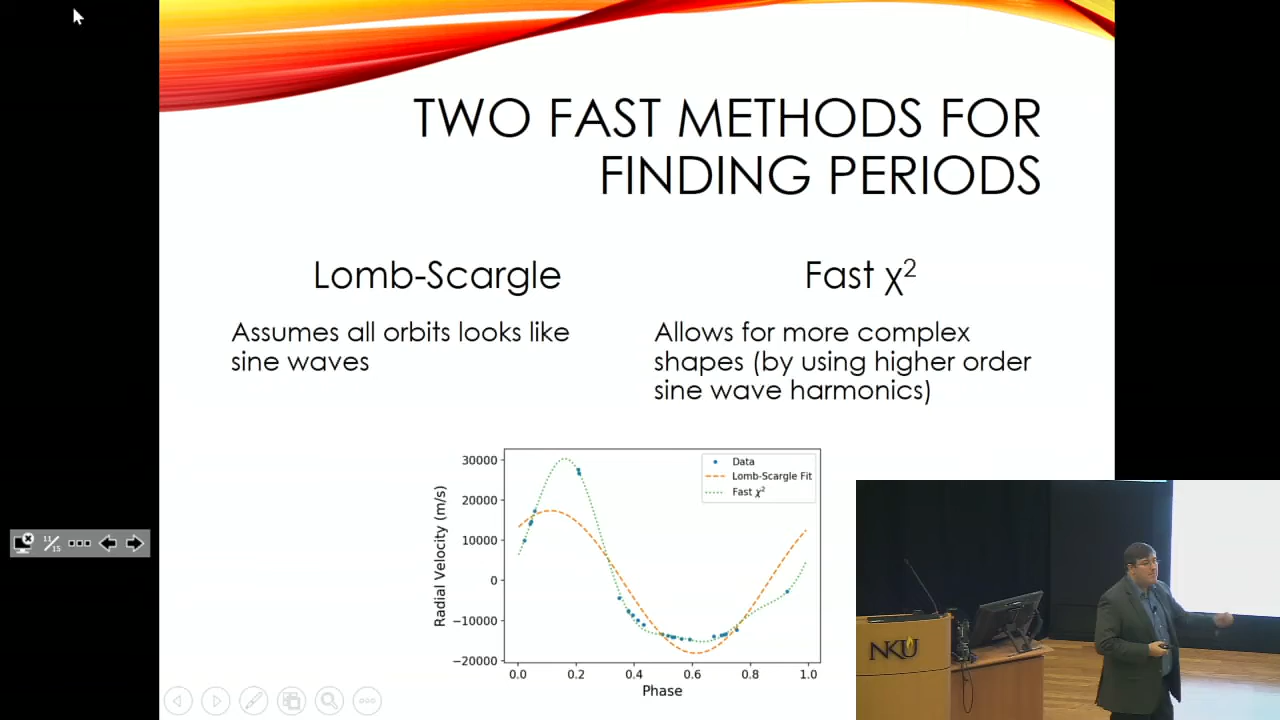 TWO FAST METHODS FOR
FINDING PERIODS
Lomb-Scargle
Assumes all orbits looks like
sine waves
Fast χ²
Allows for more complex
shapes (by using higher order
sine wave harmonics)
30000
20000
10000
0
−10000
−20000
Radial Velocity (m/s)
Data
Lomb-Scargle Fit
Fast χ²
0.0 0.2 0.4 0.6 0.8 1.0
Phase
11/15
NKU